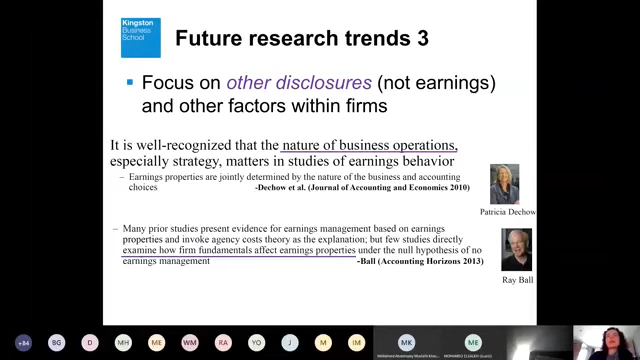 Kingston
Business
School
Future research trends 3
Focus on other disclosures (not earnings)
and other factors within firms
It is well-recognized that the nature of business operations,
especially strategy, matters in studies of earnings behavior
– Earnings properties are jointly determined by the nature of the business and accounting
choices -Dechow et al. (Journal of Accounting and Economics 2010)
Patricia Dechow
– Many prior studies present evidence for earnings management based on earnings
properties and invoke agency costs theory as the explanation; but few studies directly
examine how firm fundamentals affect earnings properties under the null hypothesis of no
earnings management -Ball (Accounting Horizons 2013)
Ray Ball
+84
BG
D
MH
ME
WM
RA
YO
J
M
IM
MK
ME